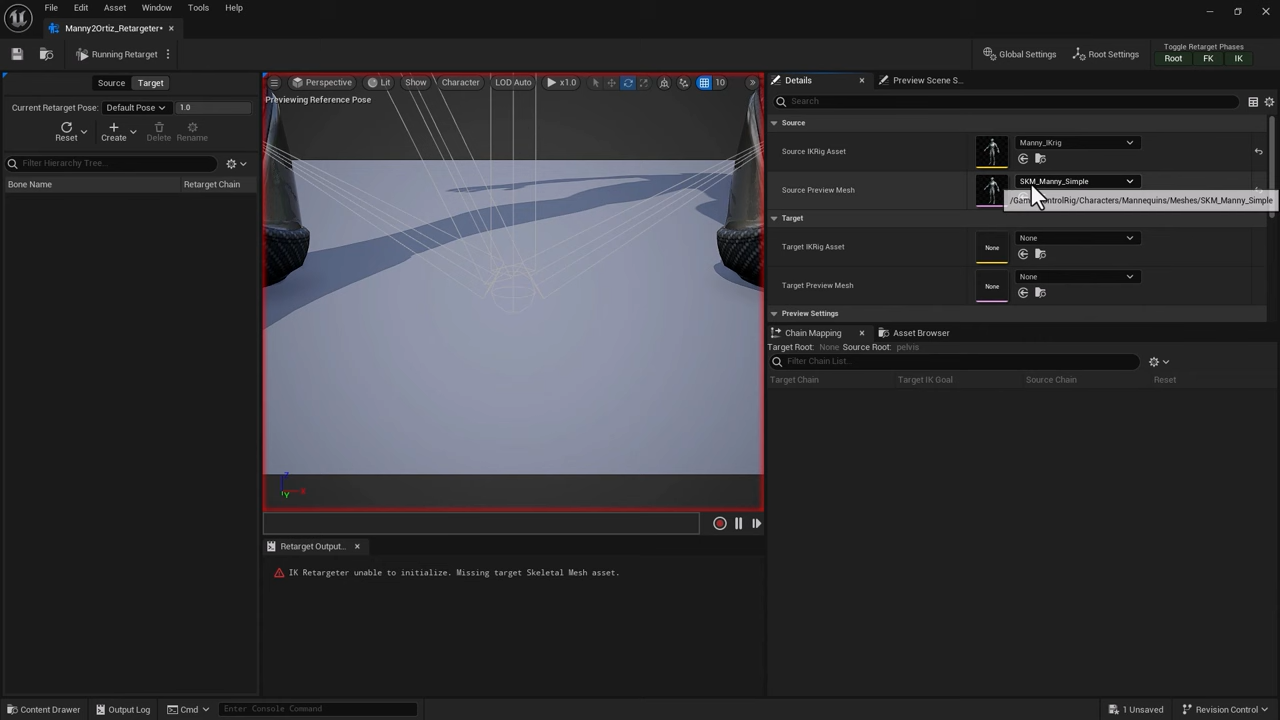 File Edit Asset Window Tools Help
Manny2Ortiz_Retargeter*
Running Retarget
Global Settings
Root Settings
Toggle Retarget Phases
Root FK IK
Source Target
Current Retarget Pose: Default Pose 1.0
Reset Create Delete Rename
Filter Hierarchy Tree...
Bone Name Retarget Chain
Perspective Lit Show Character LOD Auto x1.0 10
Previewing Reference Pose
Z
X
Y
Retarget Output...
IK Retargeter unable to initialize. Missing target Skeletal Mesh asset.
Details Preview Scene S...
Search
Source
Source IKRig Asset Manny_IKrig
Source Preview Mesh SKM_Manny_Simple
/ControlRig/Characters/Mannequins/Meshes/SKM_Manny_Simple
Target
Target IKRig Asset None None
Target Preview Mesh None None
Preview Settings
Chain Mapping Asset Browser
Target Root: None Source Root: pelvis
Filter Chain List...
Target Chain Target IK Goal Source Chain Reset
Content Drawer Output Log Cmd Enter Console Command 1 Unsaved Revision Control